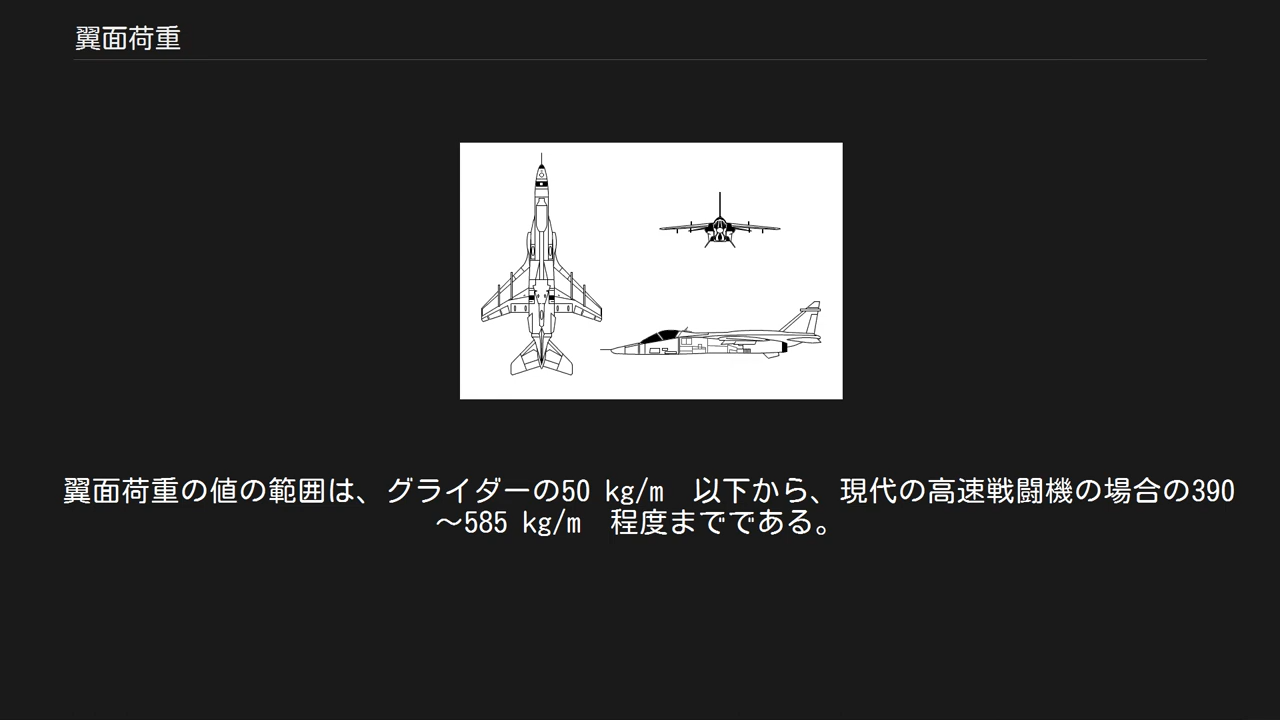 翼面荷重
翼面荷重の値の範囲は、グライダーの50 kg/m　以下から、現代の高速戦闘機の場合の390
～585 kg/m　程度までである。